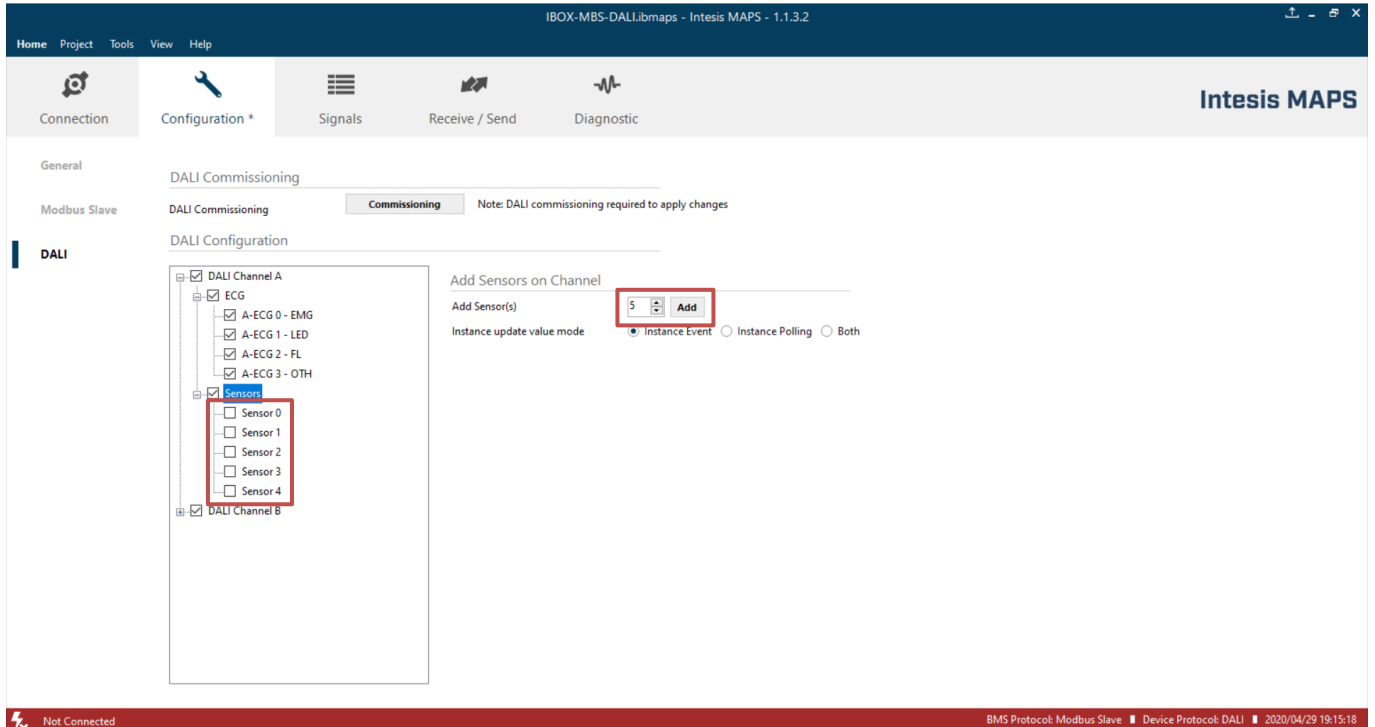 IBOX-MBS-DALI.ibmaps - Intesis MAPS - 1.1.3.2
Home Project Tools View Help
Connection Configuration * Signals Receive / Send Diagnostic
Intesis MAPS
General
Modbus Slave
DALI
DALI Commissioning
DALI Commissioning Commissioning Note: DALI commissioning required to apply changes
DALI Configuration
DALI Channel A
ECG
A-ECG 0 - EMG
A-ECG 1 - LED
A-ECG 2 - FL
A-ECG 3 - OTH
Sensors
Sensor 0
Sensor 1
Sensor 2
Sensor 3
Sensor 4
DALI Channel B
Add Sensors on Channel
Add Sensor(s) 5 Add
Instance update value mode Instance Event Instance Polling Both
Not Connected
BMS Protocol: Modbus Slave Device Protocol: DALI 2020/04/29 19:15:18